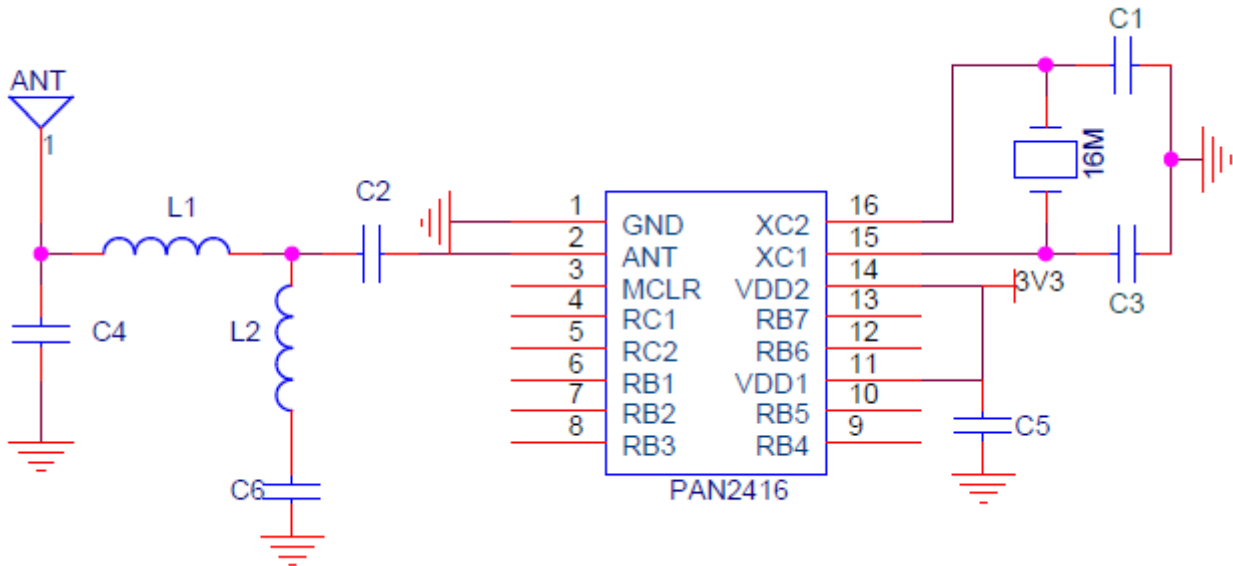 ANT
1
L1
C2
C4
L2
C6
1
2
3
4
5
6
7
8
GND
ANT
MCLR
RC1
RC2
RB1
RB2
RB3
XC2
XC1
VDD2
RB7
RB6
VDD1
RB5
RB4
16
15
14
13
12
11
10
9
PAN2416
C1
16M
3V3
C3
C5